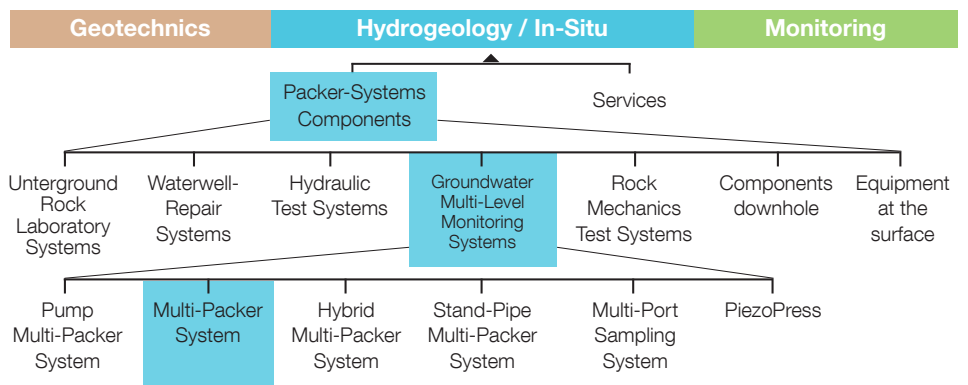 Geotechnics
Hydrogeology / In-Situ
Monitoring
Packer-Systems
Components
Services
Unterground
Rock
Laboratory
Systems
Waterwell-
Repair
Systems
Hydraulic
Test Systems
Groundwater
Multi-Level
Monitoring
Systems
Rock
Mechanics
Test Systems
Components
downhole
Equipment
at the
surface
Pump
Multi-Packer
System
Multi-Packer
System
Hybrid
Multi-Packer
System
Stand-Pipe
Multi-Packer
System
Multi-Port
Sampling
System
PiezoPress